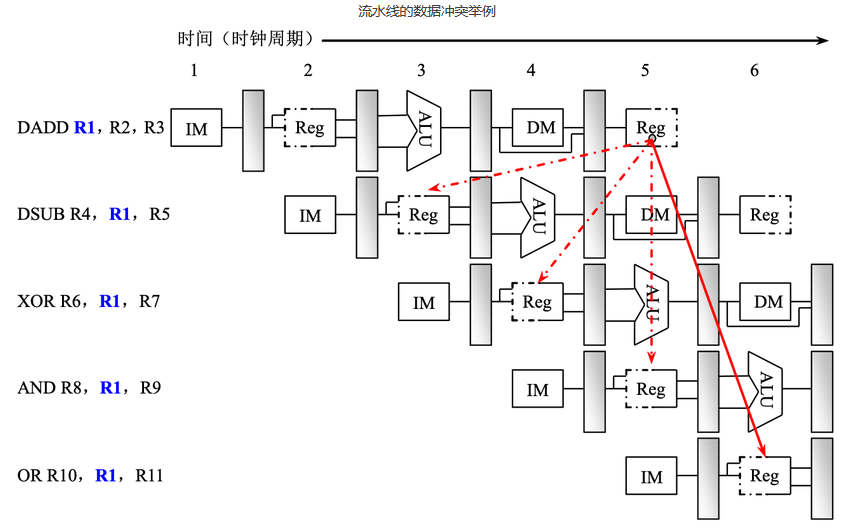 流水线的数据冲突举例
时间（时钟周期）
1 2 3 4 5 6
DADD R1，R2，R3 IM Reg ALU DM Reg
DSUB R4，R1，R5 IM Reg ALU DM Reg
XOR R6，R1，R7 IM Reg ALU DM
AND R8，R1，R9 IM Reg ALU
OR R10，R1，R11 IM Reg